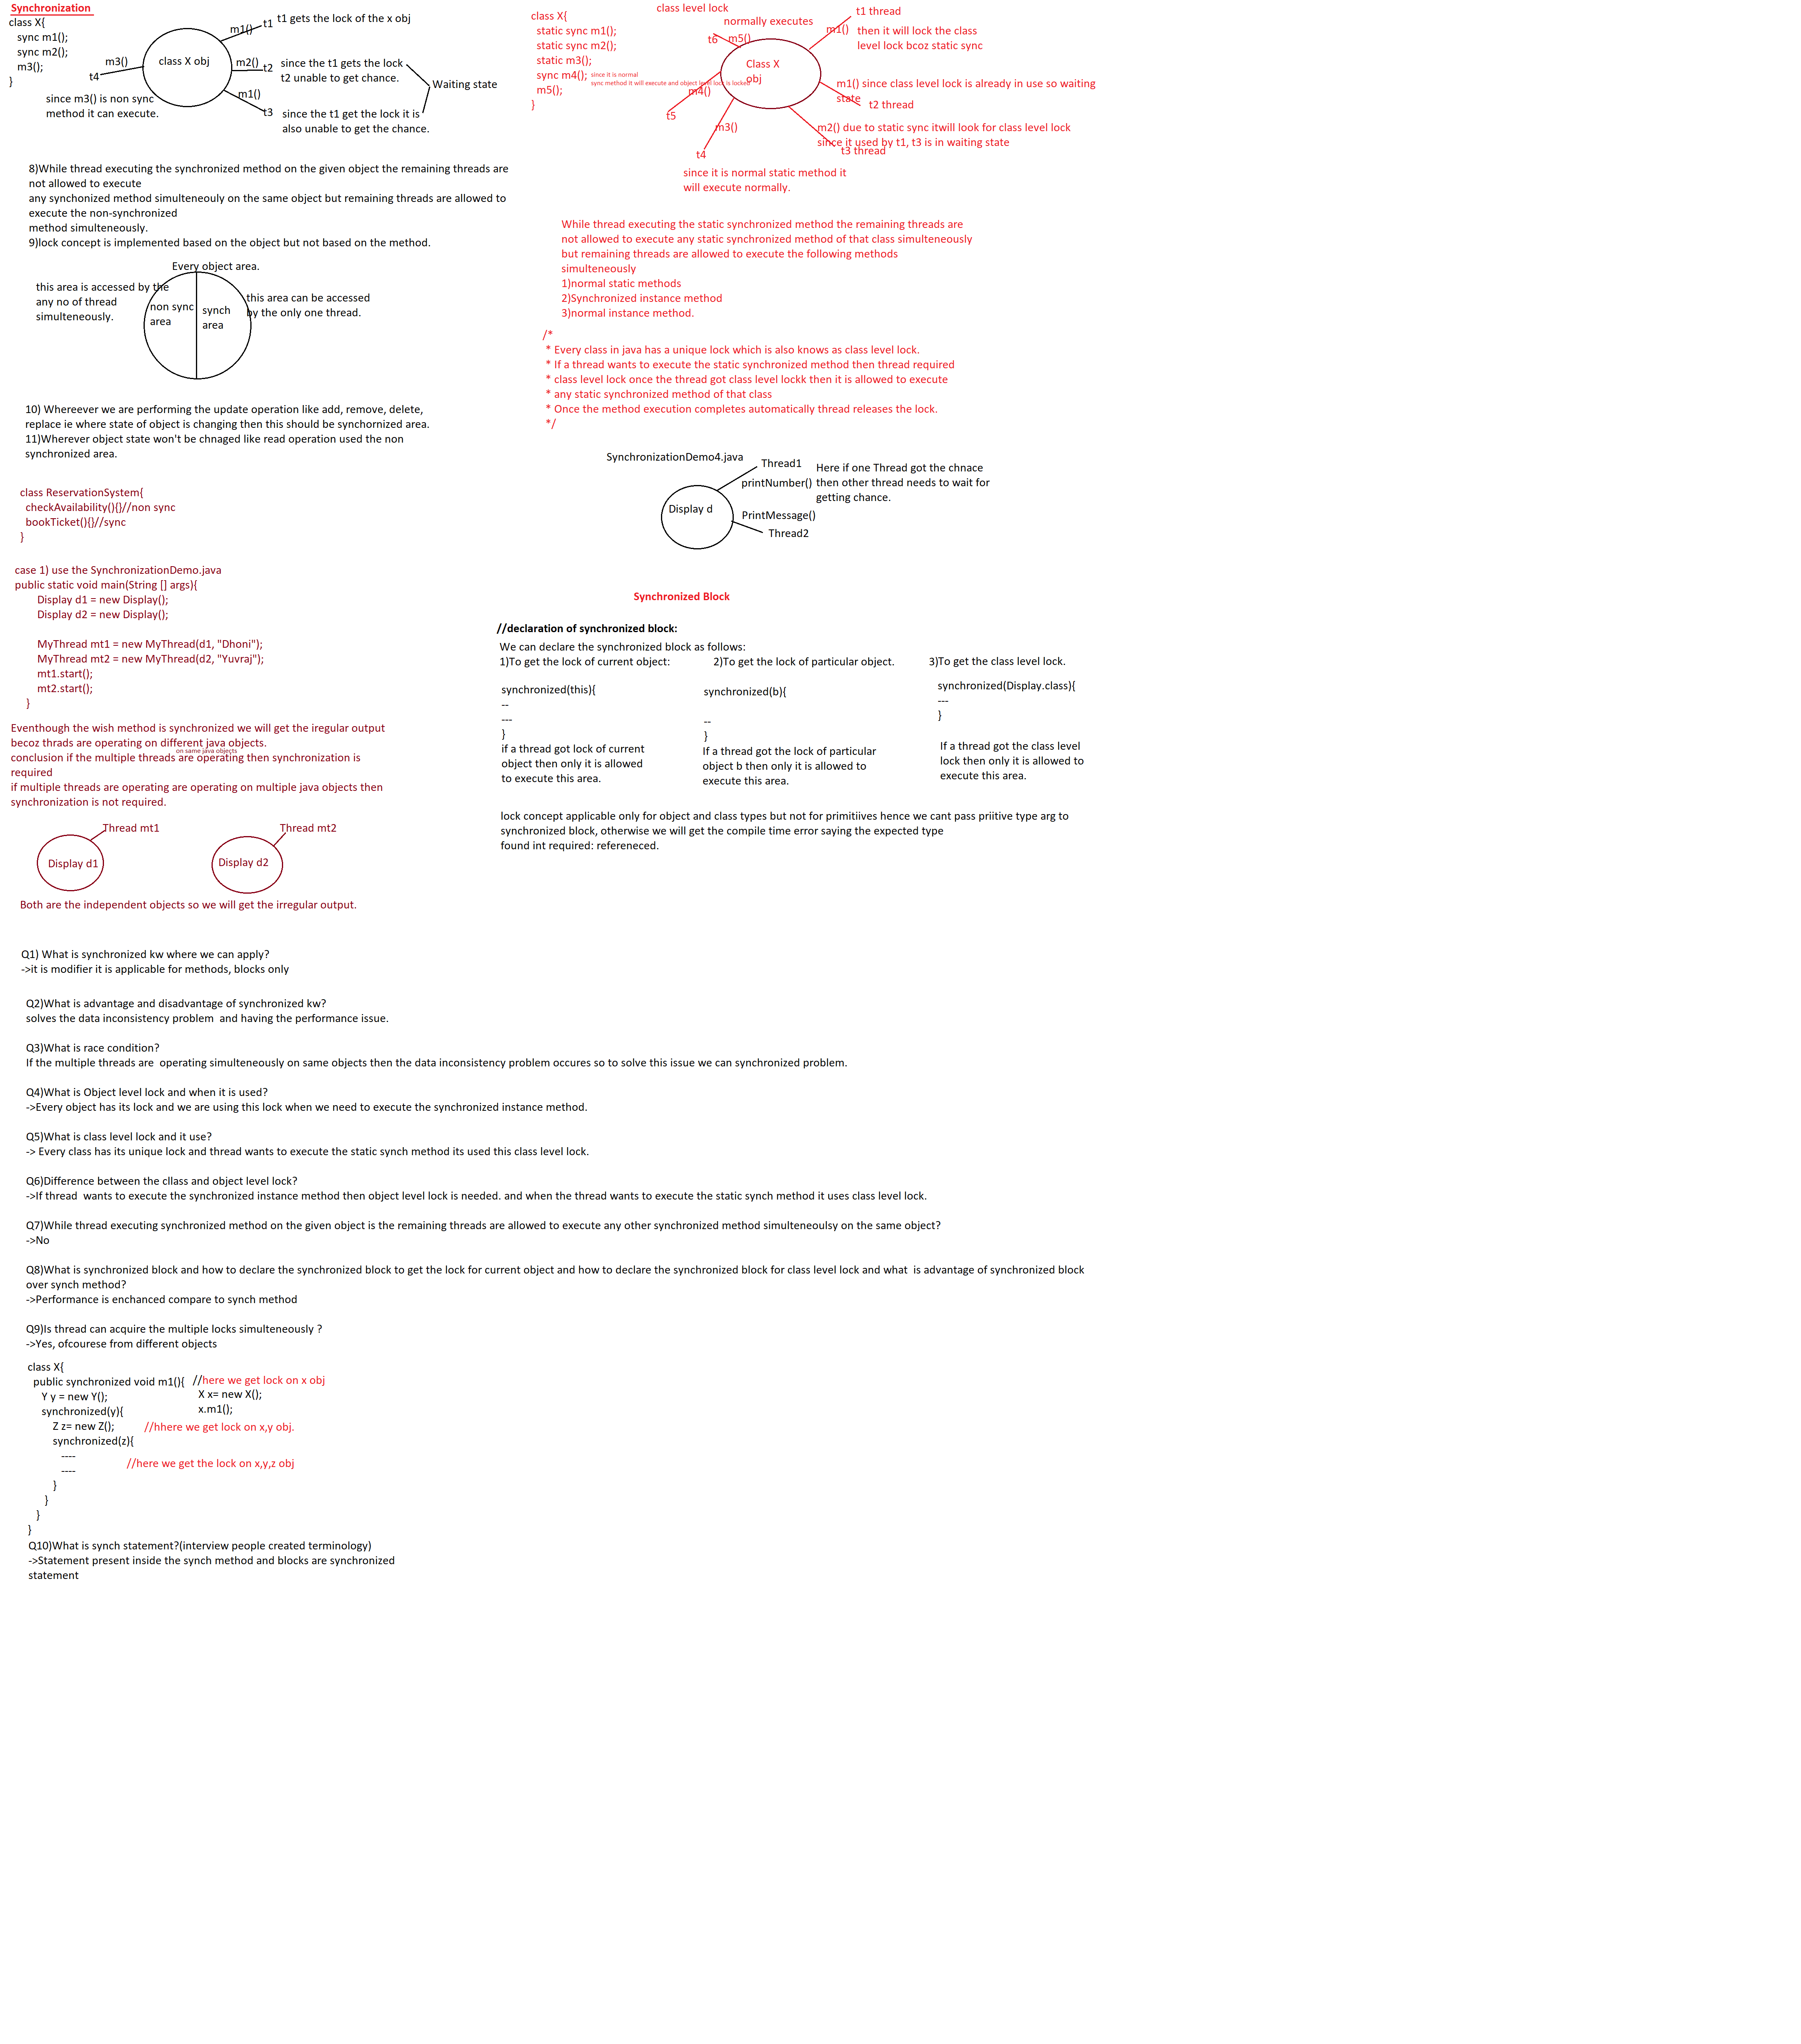 Synchronization
class X{
sync m1();
sync m2();
m3();
}
class X obj
m1()
t1
t1 gets the lock of the x obj
m2()
t2
since the t1 gets the lock
t2 unable to get chance.
m1()
t3
since the t1 get the lock it is
also unable to get the chance.
Waiting state
m3()
t4
since m3() is non sync
method it can execute.
8)While thread executing the synchronized method on the given object the remaining threads are
not allowed to execute
any synchonized method simulteneouly on the same object but remaining threads are allowed to
execute the non-synchronized
method simulteneously.
9)lock concept is implemented based on the object but not based on the method.
Every object area.
this area is accessed by the
any no of thread
simulteneously.
non sync
area
synch
area
this area can be accessed
by the only one thread.
10) Whereever we are performing the update operation like add, remove, delete,
replace ie where state of object is changing then this should be synchornized area.
11)Wherever object state won't be chnaged like read operation used the non
synchronized area.
class ReservationSystem{
checkAvailability(){}//non sync
bookTicket(){}//sync
}
case 1) use the SynchronizationDemo.java
public static void main(String [] args){
Display d1 = new Display();
Display d2 = new Display();
MyThread mt1 = new MyThread(d1, "Dhoni");
MyThread mt2 = new MyThread(d2, "Yuvraj");
mt1.start();
mt2.start();
}
Eventhough the wish method is synchronized we will get the iregular output
becoz thrads are operating on different java objects.
on same java objects
conclusion if the multiple threads are operating then synchronization is
required
if multiple threads are operating are operating on multiple java objects then
synchronization is not required.
Thread mt1
Display d1
Thread mt2
Display d2
Both are the independent objects so we will get the irregular output.
class level lock
class X{
static sync m1();
static sync m2();
static m3();
sync m4();
since it is normal
sync method it will execute and object level lock is locked
m5();
}
normally executes
t6
m5()
Class X
obj
t1 thread
m1()
then it will lock the class
level lock bcoz static sync
m1() since class level lock is already in use so waiting
state
t2 thread
m2() due to static sync itwill look for class level lock
since it used by t1, t3 is in waiting state
t3 thread
m4()
t5
m3()
t4
since it is normal static method it
will execute normally.
While thread executing the static synchronized method the remaining threads are
not allowed to execute any static synchronized method of that class simultaneously
but remaining threads are allowed to execute the following methods
simulteneously
1)normal static methods
2)Synchronized instance method
3)normal instance method.
/*
* Every class in java has a unique lock which is also knows as class level lock.
* If a thread wants to execute the static synchronized method then thread required
* class level lock once the thread got class level lockk then it is allowed to execute
* any static synchronized method of that class
* Once the method execution completes automatically thread releases the lock.
*/
SynchronizationDemo4.java
Thread1
printNumber()
Display d
PrintMessage()
Thread2
Here if one Thread got the chnace
then other thread needs to wait for
getting chance.
Synchronized Block
//declaration of synchronized block:
We can declare the synchronized block as follows:
1)To get the lock of current object:
synchronized(this){
--
---
}
if a thread got lock of current
object then only it is allowed
to execute this area.
2)To get the lock of particular object.
synchronized(b){
--
}
If a thread got the lock of particular
object b then only it is allowed to
execute this area.
3)To get the class level lock.
synchronized(Display.class){
---
}
If a thread got the class level
lock then only it is allowed to
execute this area.
lock concept applicable only for object and class types but not for primitiives hence we cant pass priitive type arg to
synchronized block, otherwise we will get the compile time error saying the expected type
found int required: refereneced.
Q1) What is synchronized kw where we can apply?
->it is modifier it is applicable for methods, blocks only
Q2)What is advantage and disadvantage of synchronized kw?
solves the data inconsistency problem and having the performance issue.
Q3)What is race condition?
If the multiple threads are operating simulteneously on same objects then the data inconsistency problem occures so to solve this issue we can synchronized problem.
Q4)What is Object level lock and when it is used?
->Every object has its lock and we are using this lock when we need to execute the synchronized instance method.
Q5)What is class level lock and it use?
-> Every class has its unique lock and thread wants to execute the static synch method its used this class level lock.
Q6)Difference between the cllass and object level lock?
->If thread wants to execute the synchronized instance method then object level lock is needed. and when the thread wants to execute the static synch method it uses class level lock.
Q7)While thread executing synchronized method on the given object is the remaining threads are allowed to execute any other synchronized method simulteneoulsy on the same object?
->No
Q8)What is synchronized block and how to declare the synchronized block to get the lock for current object and how to declare the synchronized block for class level lock and what is advantage of synchronized block
over synch method?
->Performance is enchanced compare to synch method
Q9)Is thread can acquire the multiple locks simulteneously ?
->Yes, ofcourese from different objects
class X{
public synchronized void m1(){ //here we get lock on x obj
Y y = new Y(); X x= new X();
synchronized(y){ x.m1();
Z z= new Z(); //hhere we get lock on x,y obj.
synchronized(z){
----
---- //here we get the lock on x,y,z obj
}
}
}
}
Q10)What is synch statement?(interview people created terminology)
->Statement present inside the synch method and blocks are synchronized
statement